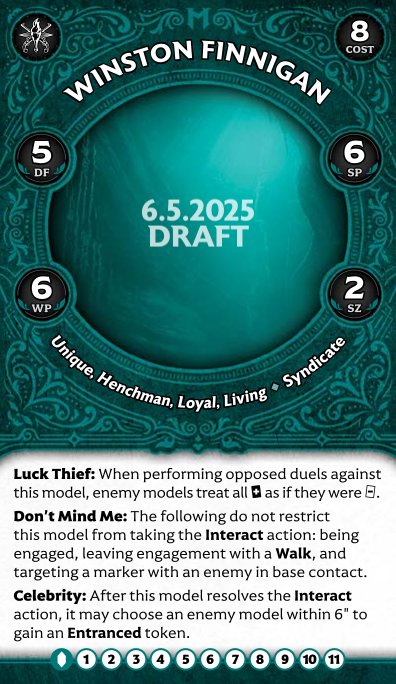 8
COST
WINSTON FINNIGAN
5
DF
6
SP
6.5.2025
DRAFT
6
WP
2
SZ
Unique, Henchman, Loyal, Living ◆ Syndicate
Luck Thief: When performing opposed duels against
this model, enemy models treat all as if they were .
Don't Mind Me: The following do not restrict
this model from taking the Interact action: being
engaged, leaving engagement with a Walk, and
targeting a marker with an enemy in base contact.
Celebrity: After this model resolves the Interact
action, it may choose an enemy model within 6" to
gain an Entranced token.
1 2 3 4 5 6 7 8 9 10 11